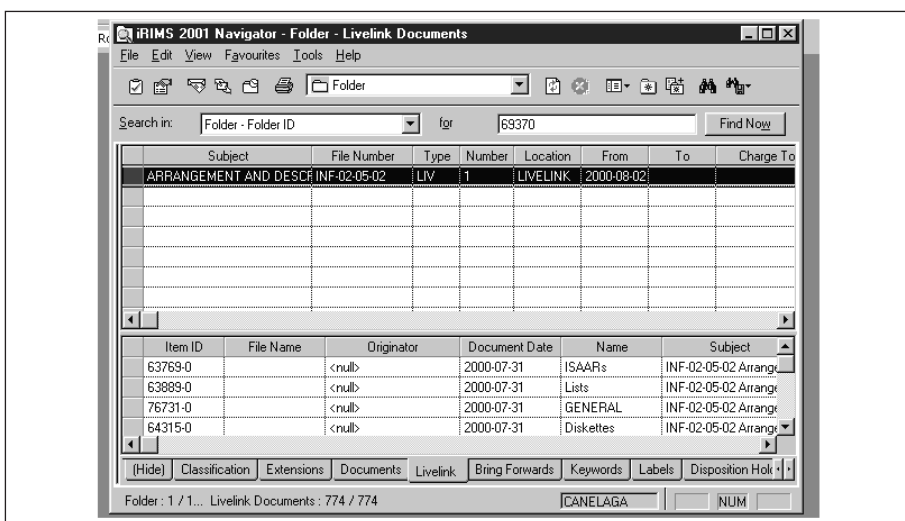 iRIMS 2001 Navigator - Folder - Livelink Documents
File Edit View Favourites Tools Help
Folder
Search in: Folder - Folder ID for 69370 Find Now
Subject File Number Type Number Location From To Charge To
ARRANGEMENT AND DESCR INF-02-05-02 LIV 1 LIVELINK 2000-08-02
Item ID File Name Originator Document Date Name Subject
63769-0 <null> 2000-07-31 ISAARs INF-02-05-02 Arrange
63889-0 <null> 2000-07-31 Lists INF-02-05-02 Arrange
76731-0 <null> 2000-07-31 GENERAL INF-02-05-02 Arrange
64315-0 <null> 2000-07-31 Diskettes INF-02-05-02 Arrange
(Hide) Classification Extensions Documents Livelink Bring Forwards Keywords Labels Disposition Hold
Folder : 1 / 1... Livelink Documents : 774 / 774 CANELAGA NUM